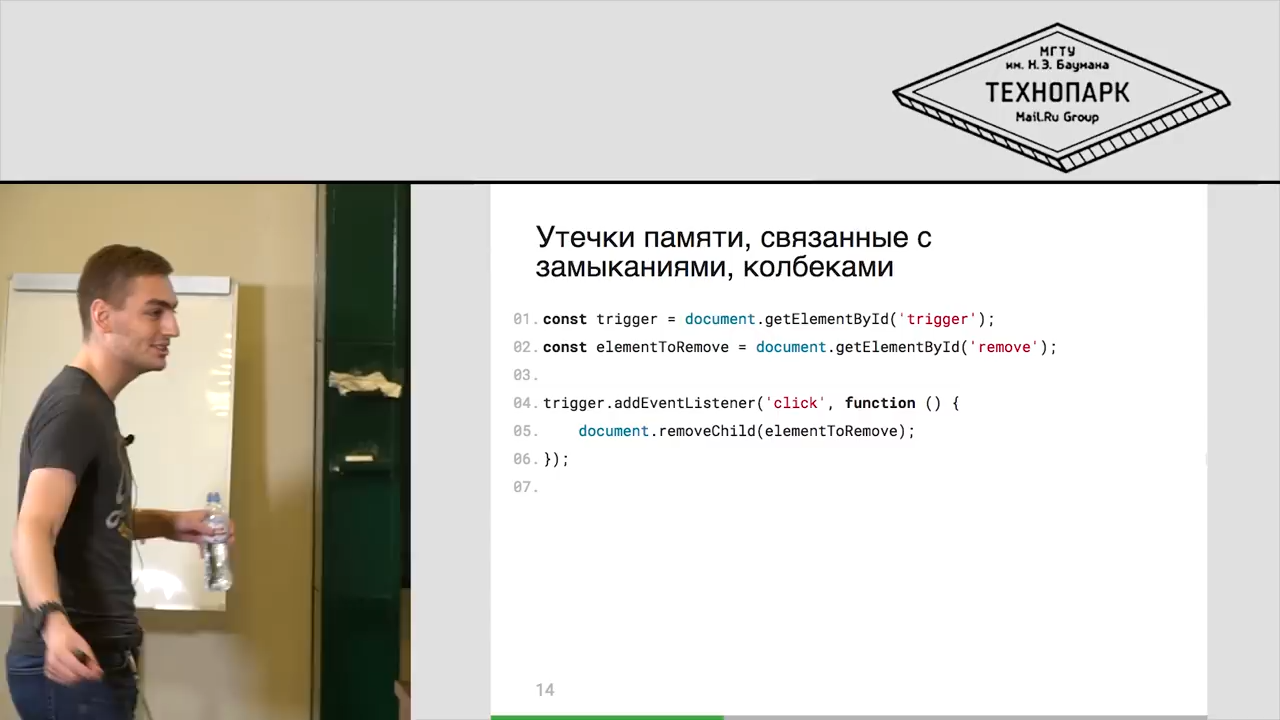 МГТУ
им. Н.Э. Баумана
ТЕХНОПАРК
Mail.Ru Group
Утечки памяти, связанные с
замыканиями, колбеками
01. const trigger = document.getElementById('trigger');
02. const elementToRemove = document.getElementById('remove');
03.
04. trigger.addEventListener('click', function () {
05.     document.removeChild(elementToRemove);
06. });
07.
14